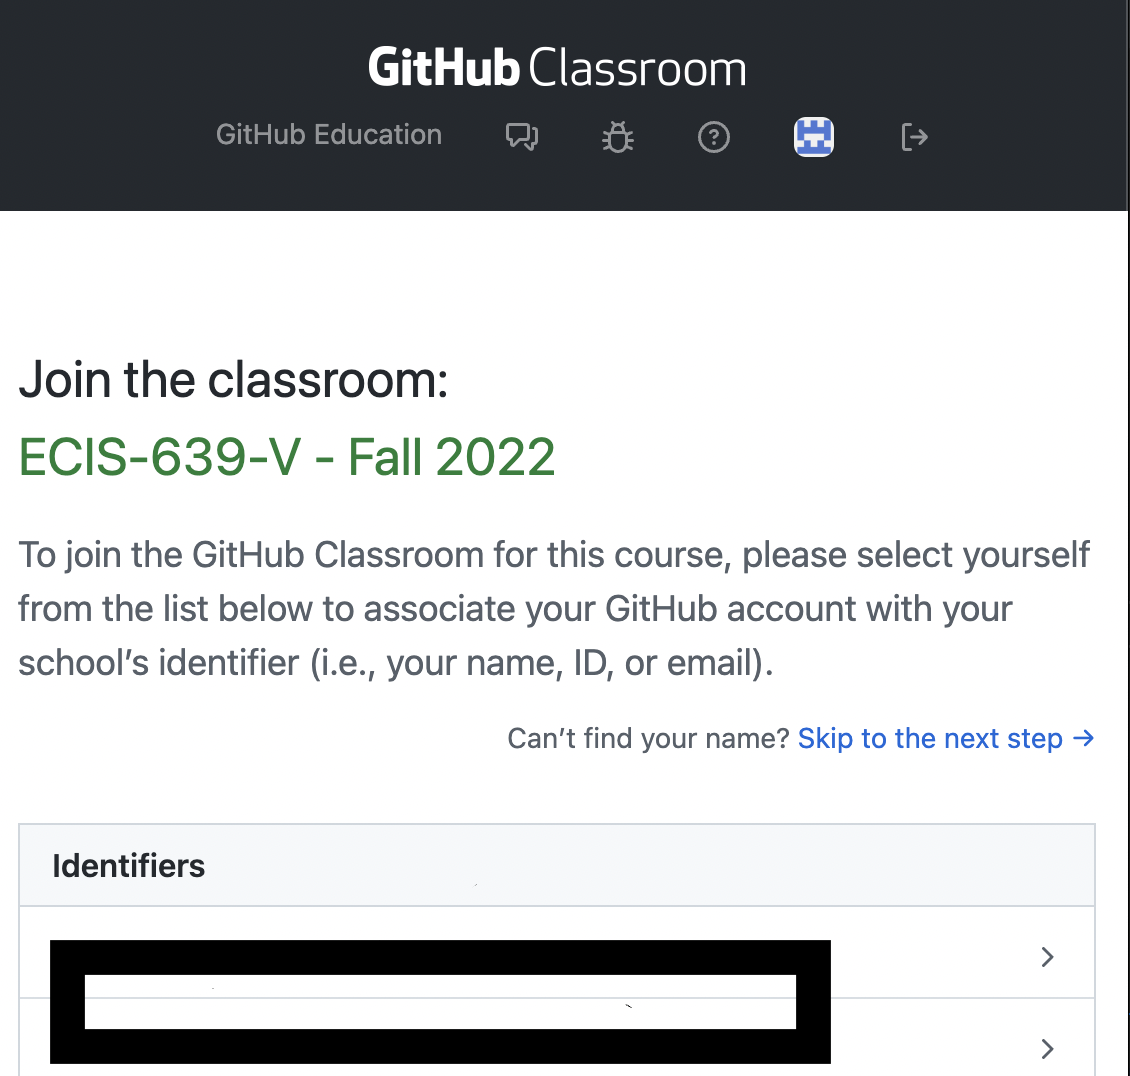 GitHub Classroom
GitHub Education
Join the classroom:
ECIS-639-V - Fall 2022
To join the GitHub Classroom for this course, please select yourself
from the list below to associate your GitHub account with your
school’s identifier (i.e., your name, ID, or email).
Can’t find your name? Skip to the next step →
Identifiers